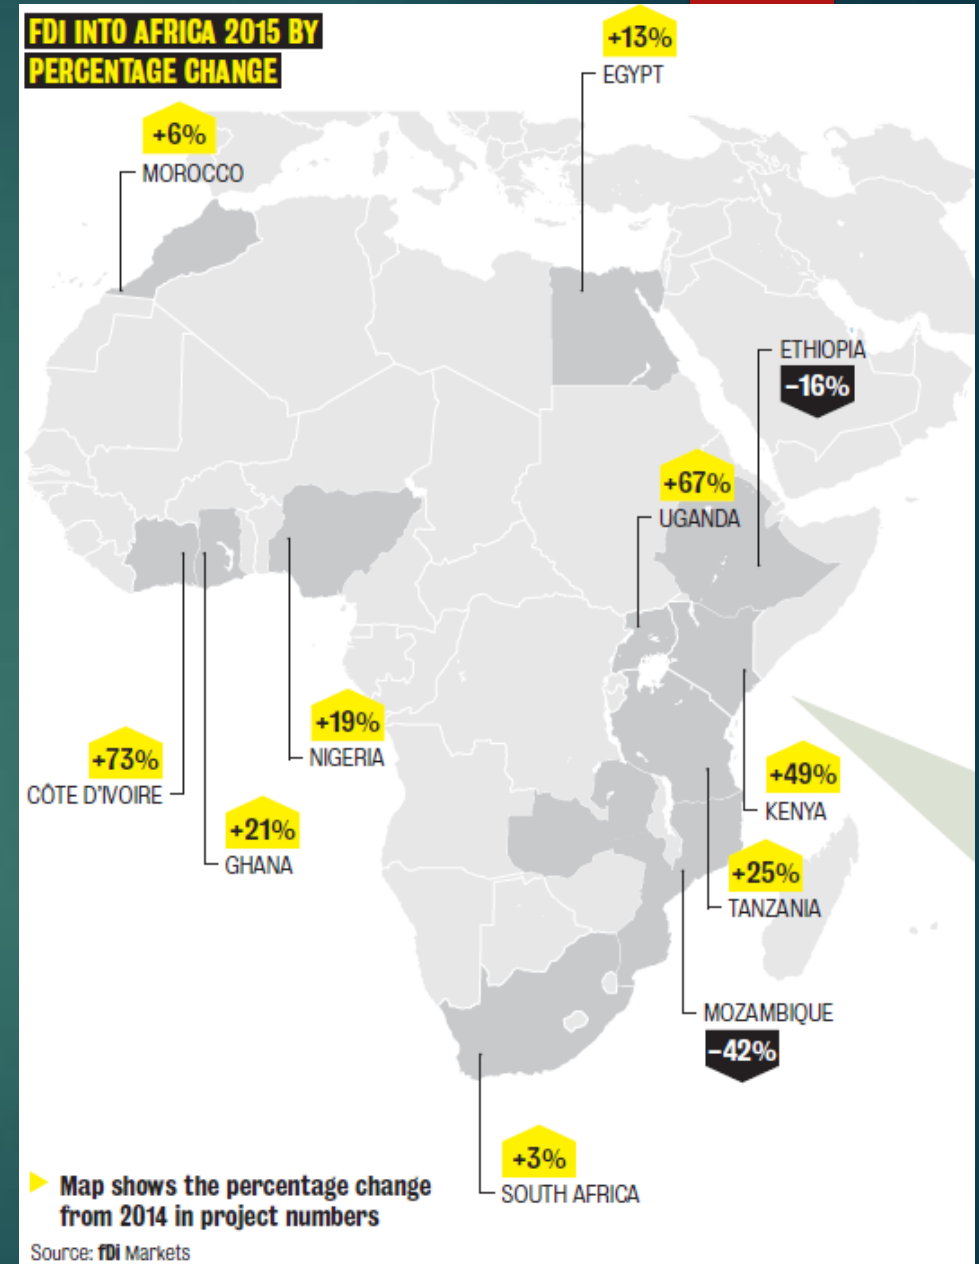 FDI INTO AFRICA 2015 BY
PERCENTAGE CHANGE
+13%
EGYPT
+6%
MOROCCO
ETHIOPIA
–16%
+67%
UGANDA
+19%
NIGERIA
+73%
CÔTE D'IVOIRE
+49%
KENYA
+21%
GHANA
+25%
TANZANIA
MOZAMBIQUE
–42%
+3%
SOUTH AFRICA
Map shows the percentage change
from 2014 in project numbers
Source: fDi Markets